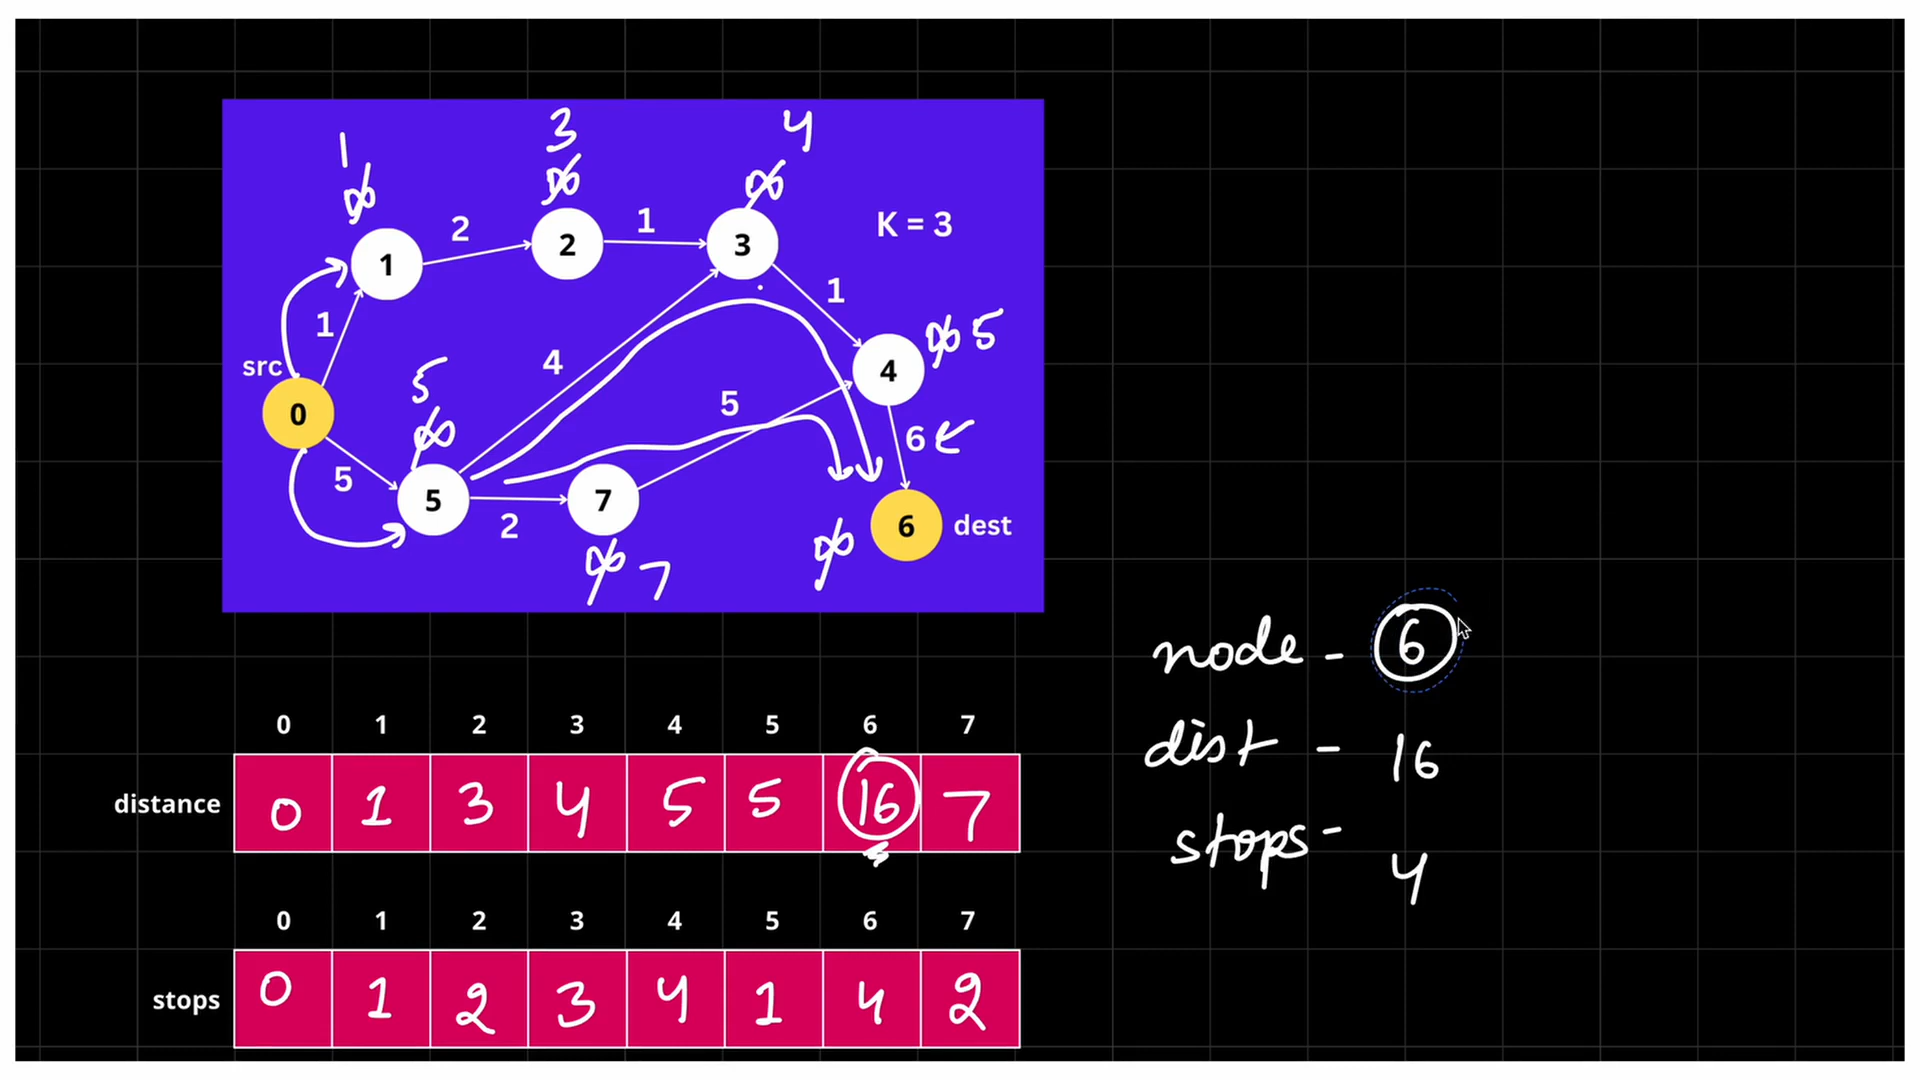 1
3
4
∞
∞
∞
K = 3
2
1
1
2
3
1
1
∞ 5
src
5
4
4
0
∞
5
6
5
5
7
2
6
dest
∞ 7
∞
node - 6
dist - 16
stops - 4
0 1 2 3 4 5 6 7
distance 0 1 3 4 5 5 16 7
0 1 2 3 4 5 6 7
stops 0 1 2 3 4 1 4 2